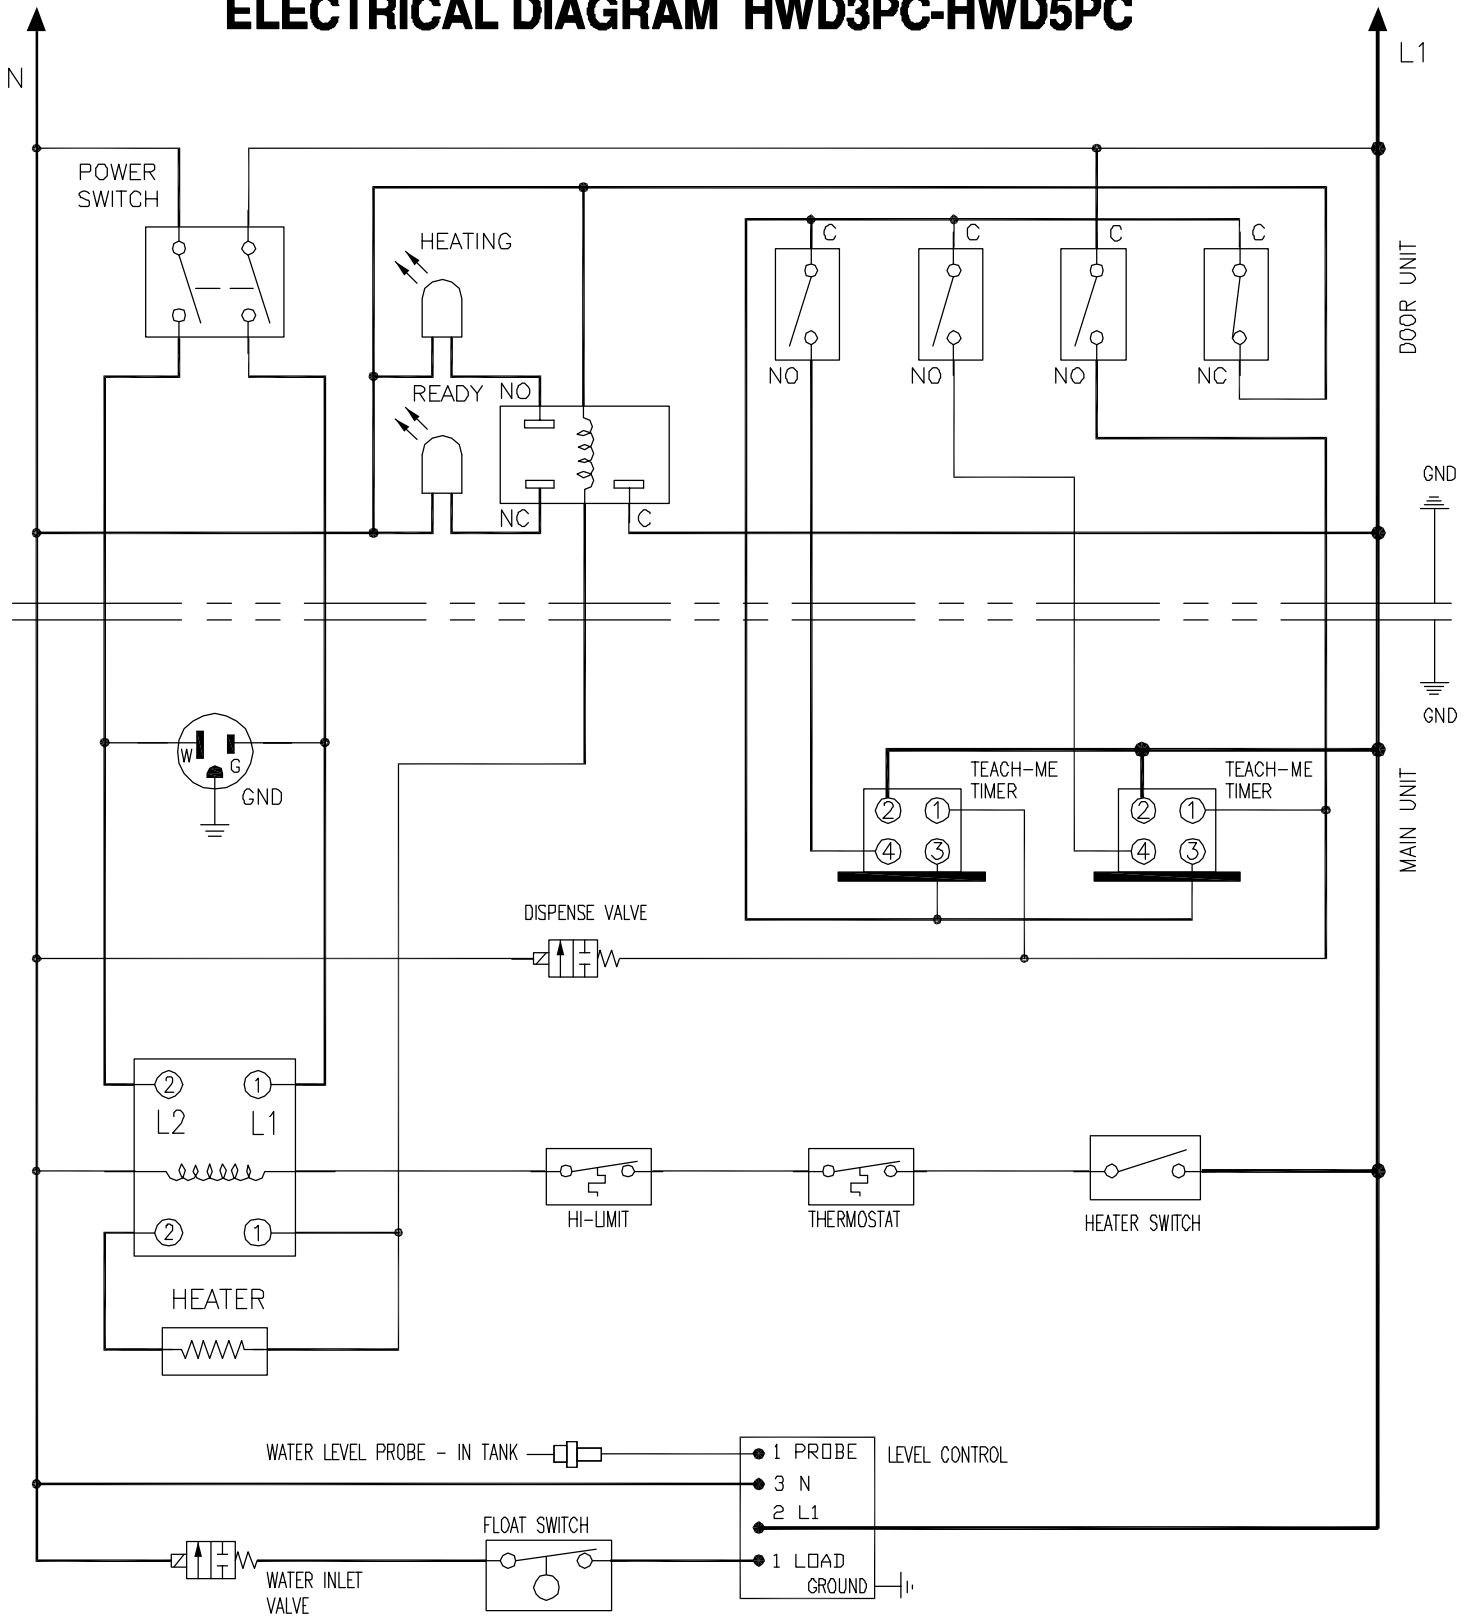 ELECTRICAL DIAGRAM HWD3PC-HWD5PC
N
L1
POWER
SWITCH
HEATING
C
C
C
C
DOOR UNIT
NO
NO
NO
NC
READY
NO
NC
C
GND
GND
W
G
GND
TEACH-ME
TIMER
TEACH-ME
TIMER
MAIN UNIT
2
1
4
3
2
1
4
3
DISPENSE VALVE
2
1
L2
L1
2
1
HI-LIMIT
THERMOSTAT
HEATER SWITCH
HEATER
WATER LEVEL PROBE - IN TANK
1 PROBE
LEVEL CONTROL
3 N
2 L1
FLOAT SWITCH
1 LOAD
GROUND
WATER INLET
VALVE